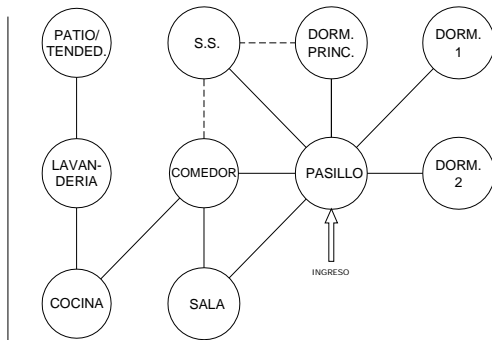 PATIO/
TENDED.
S.S.
DORM.
PRINC.
DORM.
1
LAVAN-
DERIA
COMEDOR
PASILLO
DORM.
2
INGRESO
COCINA
SALA